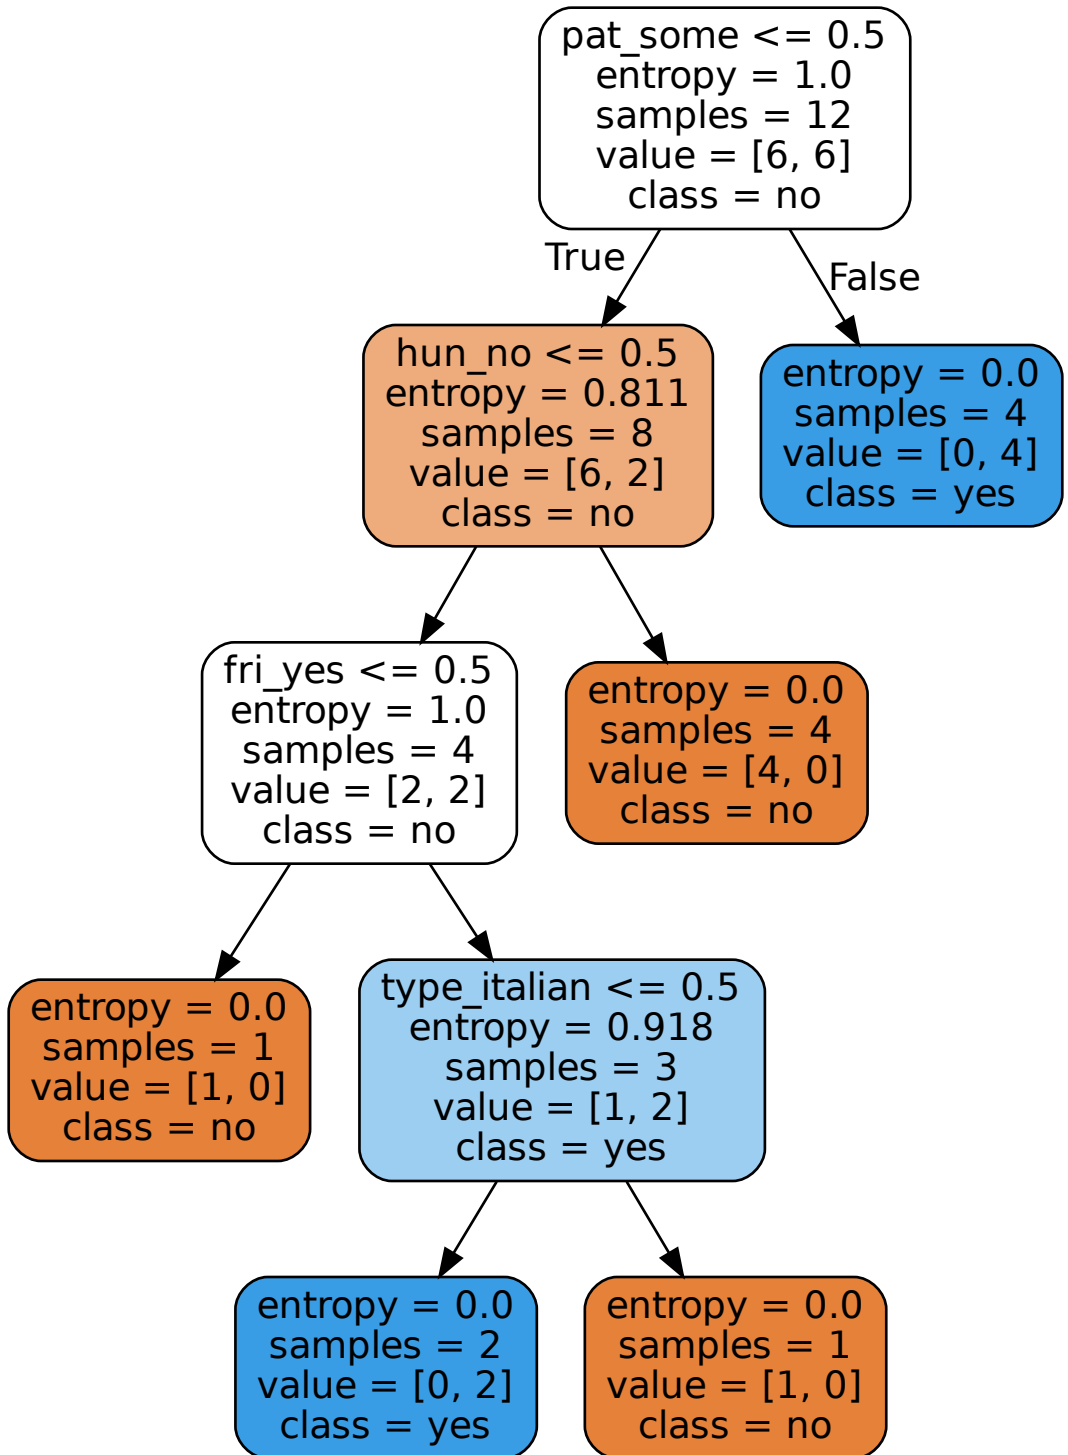 pat_some <= 0.5
entropy = 1.0
samples = 12
value = [6, 6]
class = no
True
False
hun_no <= 0.5
entropy = 0.811
samples = 8
value = [6, 2]
class = no
entropy = 0.0
samples = 4
value = [0, 4]
class = yes
fri_yes <= 0.5
entropy = 1.0
samples = 4
value = [2, 2]
class = no
entropy = 0.0
samples = 4
value = [4, 0]
class = no
entropy = 0.0
samples = 1
value = [1, 0]
class = no
type_italian <= 0.5
entropy = 0.918
samples = 3
value = [1, 2]
class = yes
entropy = 0.0
samples = 2
value = [0, 2]
class = yes
entropy = 0.0
samples = 1
value = [1, 0]
class = no